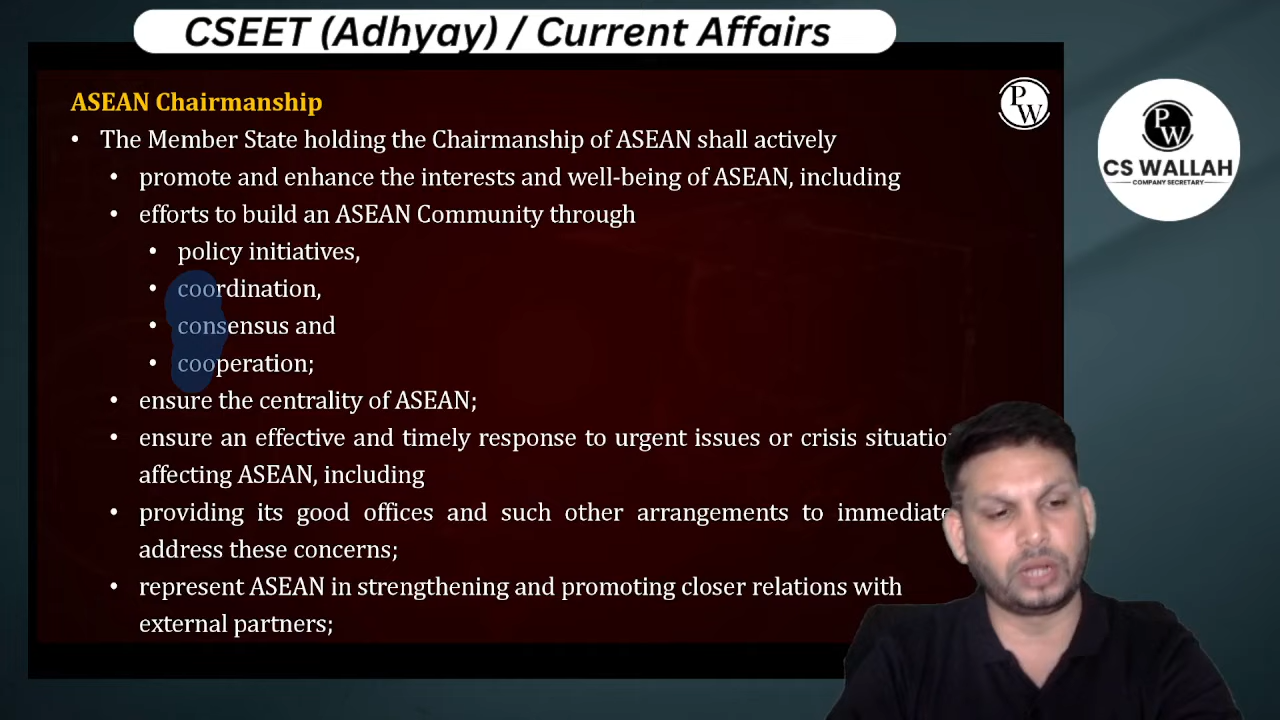 CSEET (Adhyay) / Current Affairs
ASEAN Chairmanship
PW
PW
CS WALLAH
COMPANY SECRETARY
• The Member State holding the Chairmanship of ASEAN shall actively
• promote and enhance the interests and well-being of ASEAN, including
• efforts to build an ASEAN Community through
• policy initiatives,
• coordination,
• consensus and
• cooperation;
• ensure the centrality of ASEAN;
• ensure an effective and timely response to urgent issues or crisis
affecting ASEAN, including
• providing its good offices and such other arrangements to
address these concerns;
• represent ASEAN in strengthening and promoting closer relations with
external partners;